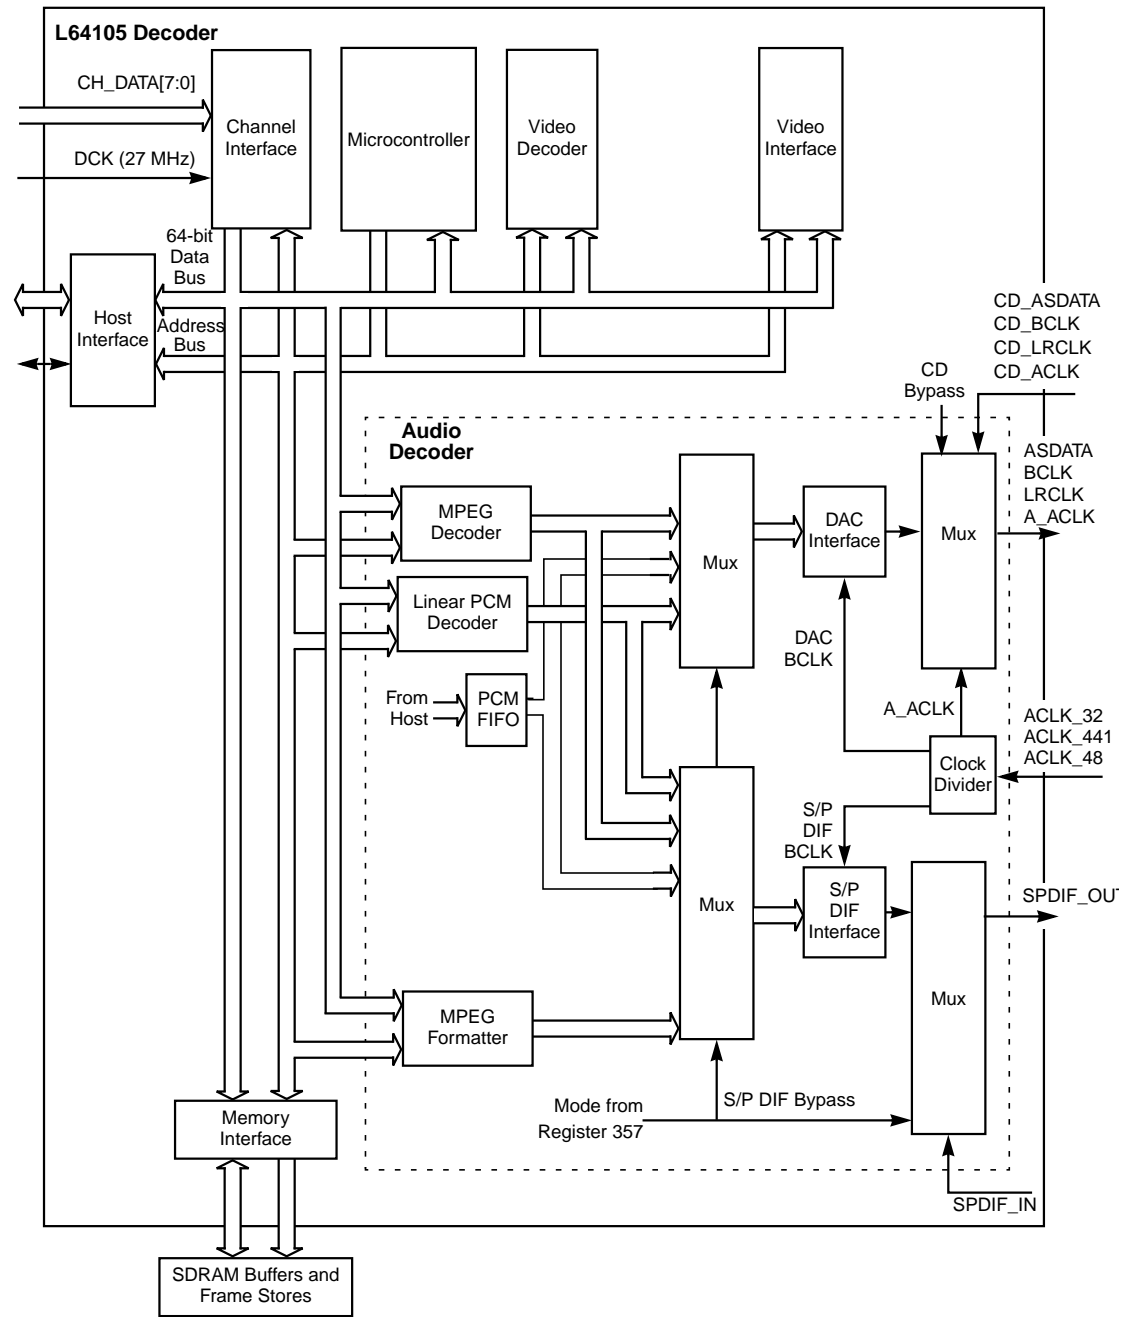 L64105 Decoder
CH_DATA[7:0]
DCK (27 MHz)
Channel
Interface
Microcontroller
Video
Decoder
Video
Interface
64-bit
Data
Bus
Host
Interface
Address
Bus
CD_ASDATA
CD_BCLK
CD_LRCLK
CD_ACLK
CD
Bypass
Audio
Decoder
ASDATA
BCLK
LRCLK
A_ACLK
MPEG
Decoder
Mux
DAC
Interface
Mux
Linear PCM
Decoder
DAC
BCLK
From
Host
PCM
FIFO
A_ACLK
ACLK_32
ACLK_441
ACLK_48
Clock
Divider
S/P
DIF
BCLK
Mux
S/P
DIF
Interface
SPDIF_OUT
Mux
MPEG
Formatter
S/P DIF Bypass
Mode from
Register 357
Memory
Interface
SPDIF_IN
SDRAM Buffers and
Frame Stores